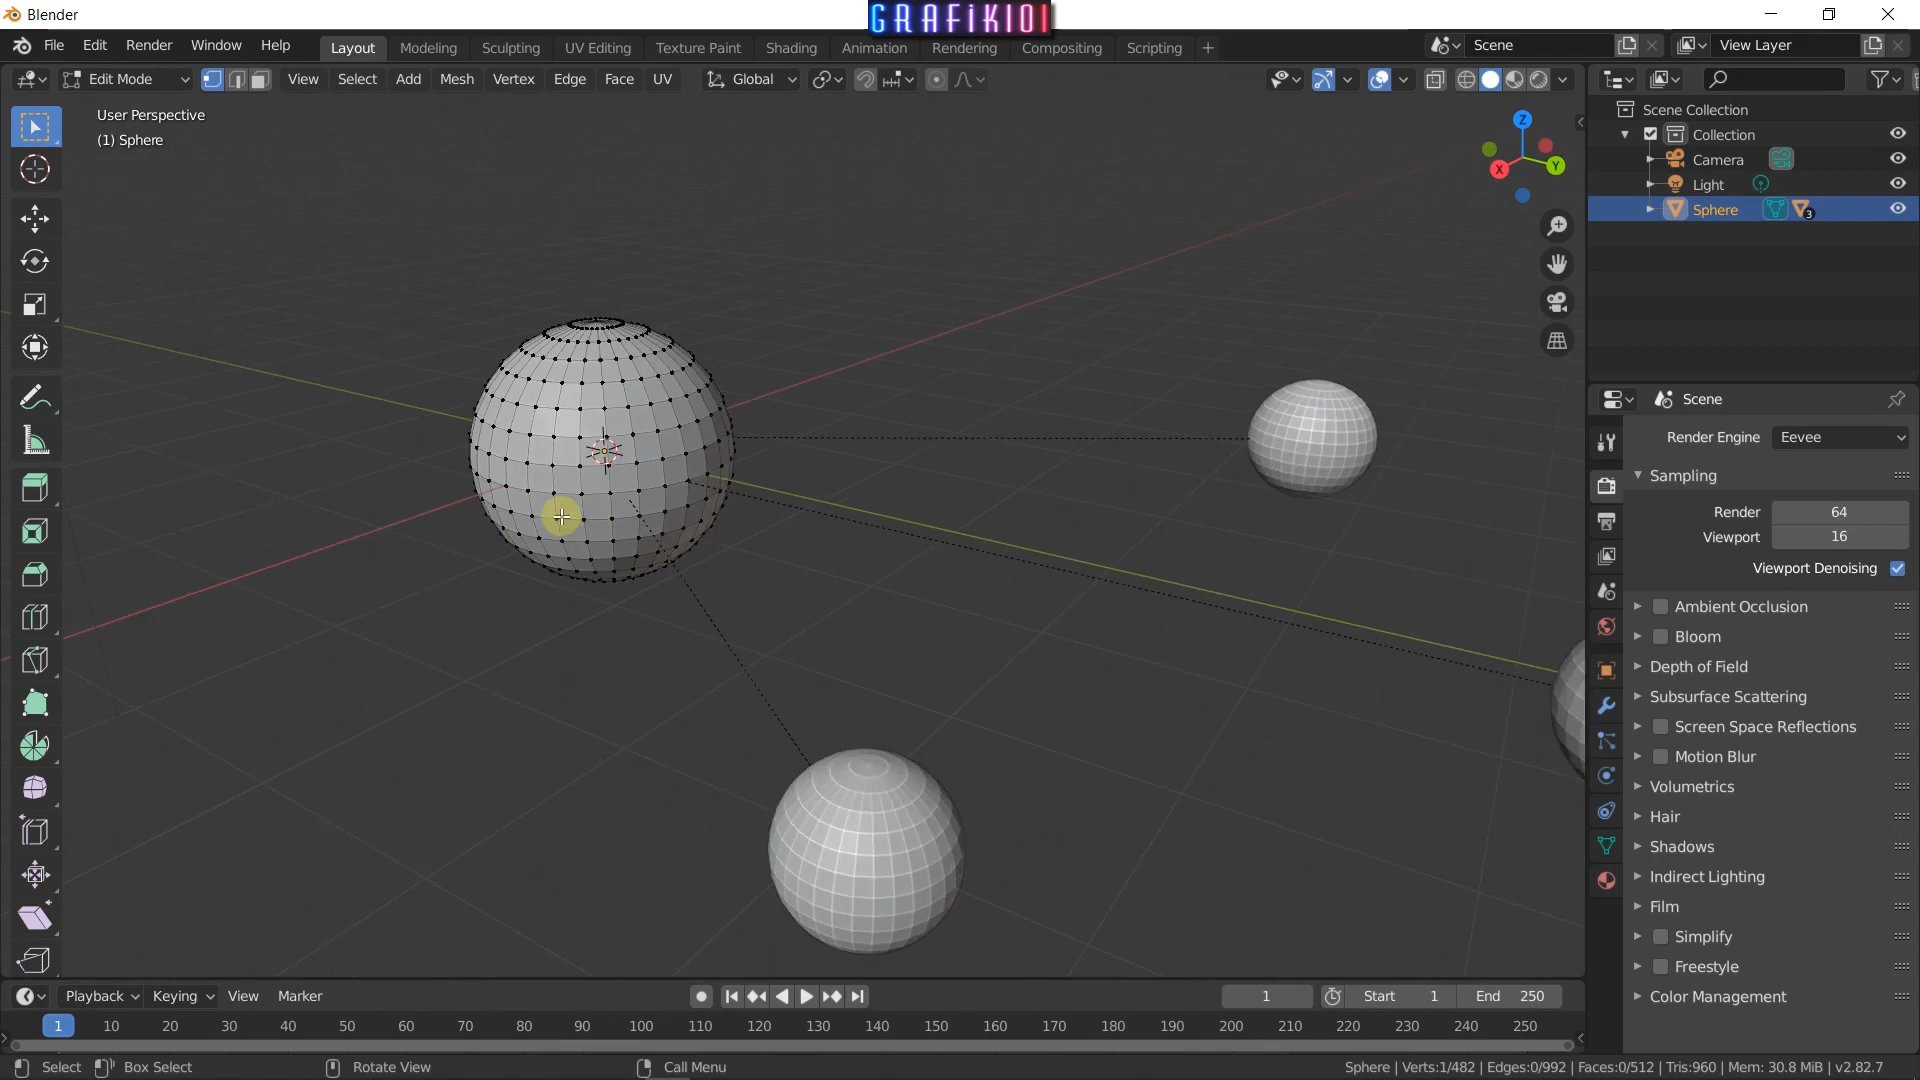 Blender
GRAFiK101
File Edit Render Window Help Layout Modeling Sculpting UV Editing Texture Paint Shading Animation Rendering Compositing Scripting + Scene View Layer
Edit Mode View Select Add Mesh Vertex Edge Face UV Global
User Perspective
(1) Sphere
Z
X
Y
Scene Collection
Collection
Camera
Light
Sphere 3
Scene
Render Engine Eevee
Sampling
Render 64
Viewport 16
Viewport Denoising
Ambient Occlusion
Bloom
Depth of Field
Subsurface Scattering
Screen Space Reflections
Motion Blur
Volumetrics
Hair
Shadows
Indirect Lighting
Film
Simplify
Freestyle
Color Management
Playback Keying View Marker 1 Start 1 End 250
1 10 20 30 40 50 60 70 80 90 100 110 120 130 140 150 160 170 180 190 200 210 220 230 240 250
Select Box Select Rotate View Call Menu Sphere | Verts:1/482 | Edges:0/992 | Faces:0/512 | Tris:960 | Mem: 30.8 MiB | v2.82.7